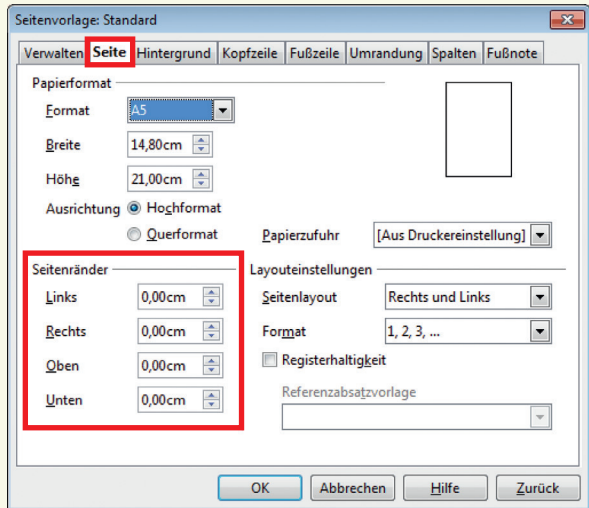 Seitenvorlage: Standard
Verwalten Seite Hintergrund Kopfzeile Fußzeile Umrandung Spalten Fußnote
Papierformat
Format A5
Breite 14,80cm
Höhe 21,00cm
Ausrichtung Hochformat
Querformat
Papierzufuhr [Aus Druckereinstellung]
Seitenränder
Links 0,00cm
Rechts 0,00cm
Oben 0,00cm
Unten 0,00cm
Layouteinstellungen
Seitenlayout Rechts und Links
Format 1, 2, 3, ...
Registerhaltigkeit
Referenzabsatzvorlage
OK Abbrechen Hilfe Zurück